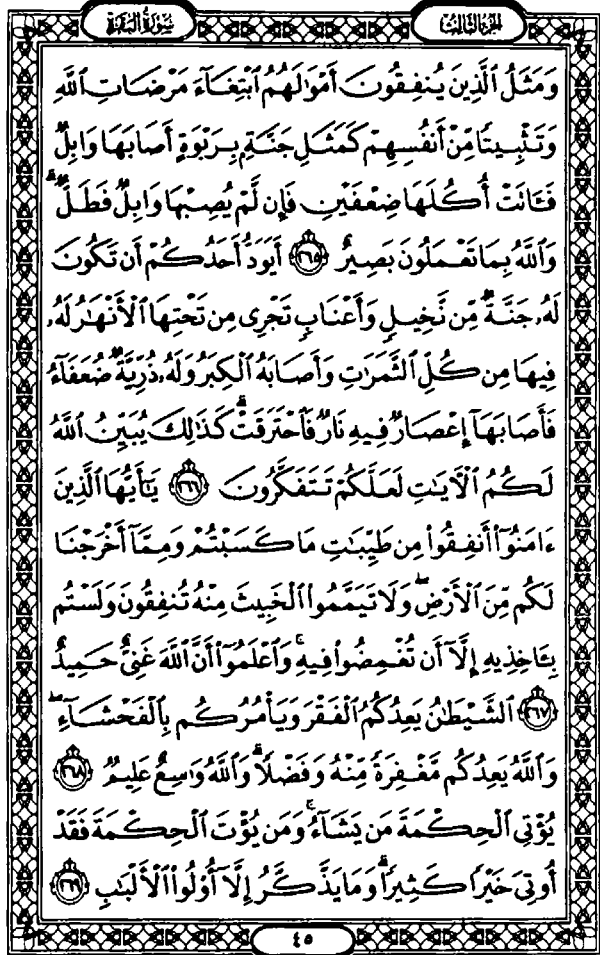 سُورَةُ البَقَرَةِ
الجزء الثالث
وَمَثَلُ ٱلَّذِينَ يُنفِقُونَ أَمْوَٰلَهُمُ ٱبْتِغَآءَ مَرْضَاتِ ٱللَّهِ
وَتَثْبِيتًا مِّنْ أَنفُسِهِمْ كَمَثَلِ جَنَّةٍۭ بِرَبْوَةٍ أَصَابَهَا وَابِلٌ
فَـَٔاتَتْ أُكُلَهَا ضِعْفَيْنِ فَإِن لَّمْ يُصِبْهَا وَابِلٌ فَطَلٌّ ۗ
وَٱللَّهُ بِمَا تَعْمَلُونَ بَصِيرٌ ﴿٢٦٥﴾ أَيَوَدُّ أَحَدُكُمْ أَن تَكُونَ
لَهُۥ جَنَّةٌ مِّن نَّخِيلٍ وَأَعْنَابٍ تَجْرِى مِن تَحْتِهَا ٱلْأَنْهَٰرُ لَهُۥ
فِيهَا مِن كُلِّ ٱلثَّمَرَٰتِ وَأَصَابَهُ ٱلْكِبَرُ وَلَهُۥ ذُرِّيَّةٌ ضُعَفَآءُ
فَأَصَابَهَآ إِعْصَارٌ فِيهِ نَارٌ فَٱحْتَرَقَتْ ۗ كَذَٰلِكَ يُبَيِّنُ ٱللَّهُ
لَكُمُ ٱلْـَٔايَٰتِ لَعَلَّكُمْ تَتَفَكَّرُونَ ﴿٢٦٦﴾ يَٰٓأَيُّهَا ٱلَّذِينَ
ءَامَنُوٓا۟ أَنفِقُوا۟ مِن طَيِّبَٰتِ مَا كَسَبْتُمْ وَمِمَّآ أَخْرَجْنَا
لَكُم مِّنَ ٱلْأَرْضِ ۖ وَلَا تَيَمَّمُوا۟ ٱلْخَبِيثَ مِنْهُ تُنفِقُونَ وَلَسْتُم
بِـَٔاخِذِيهِ إِلَّآ أَن تُغْمِضُوا۟ فِيهِ ۚ وَٱعْلَمُوٓا۟ أَنَّ ٱللَّهَ غَنِىٌّ حَمِيدٌ
﴿٢٦٧﴾ ٱلشَّيْطَٰنُ يَعِدُكُمُ ٱلْفَقْرَ وَيَأْمُرُكُم بِٱلْفَحْشَآءِ ۖ
وَٱللَّهُ يَعِدُكُم مَّغْفِرَةً مِّنْهُ وَفَضْلًا ۗ وَٱللَّهُ وَٰسِعٌ عَلِيمٌ ﴿٢٦٨﴾
يُؤْتِى ٱلْحِكْمَةَ مَن يَشَآءُ ۚ وَمَن يُؤْتَ ٱلْحِكْمَةَ فَقَدْ
أُوتِىَ خَيْرًا كَثِيرًا ۗ وَمَا يَذَّكَّرُ إِلَّآ أُو۟لُوا۟ ٱلْأَلْبَٰبِ ﴿٢٦٩﴾
٤٥